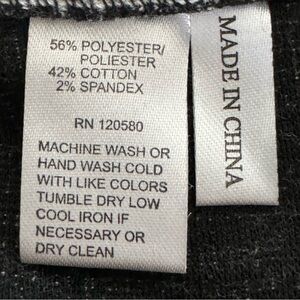 56% POLYESTER/
POLIESTER
42% COTTON
2% SPANDEX
RN 120580
MACHINE WASH OR
HAND WASH COLD
WITH LIKE COLORS
TUMBLE DRY LOW
COOL IRON IF
NECESSARY OR
DRY CLEAN
MADE IN CHINA